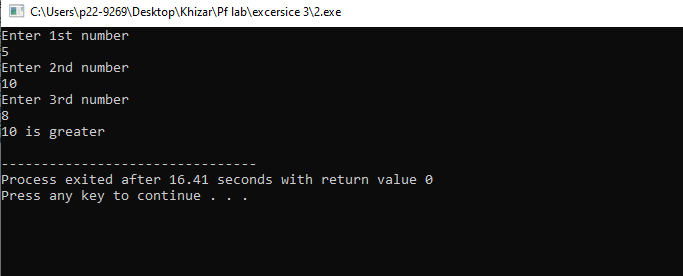 C:\Users\p22-9269\Desktop\Khizar\Pf lab\excersice 3\2.exe
Enter 1st number
5
Enter 2nd number
10
Enter 3rd number
8
10 is greater
--------------------------------
Process exited after 16.41 seconds with return value 0
Press any key to continue . . .